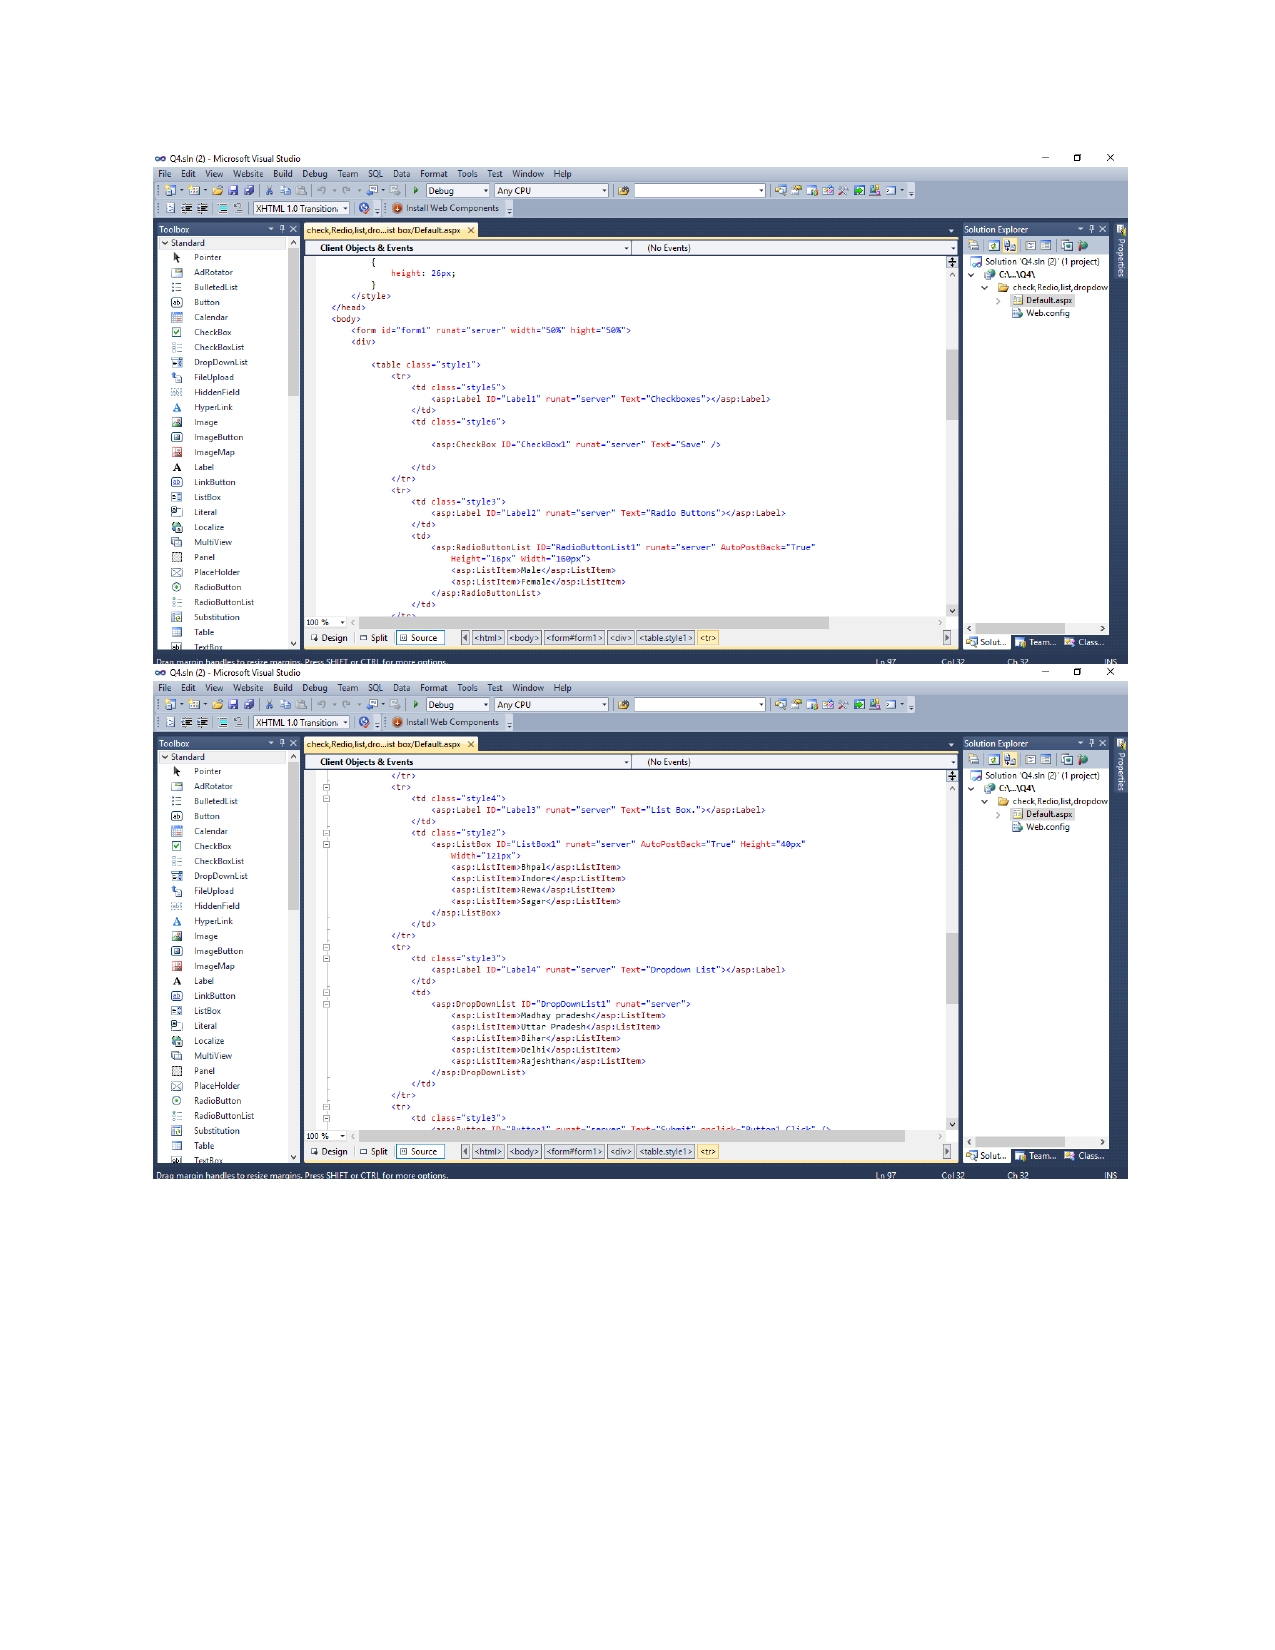 Q4.sln (2) - Microsoft Visual Studio
File Edit View Website Build Debug Team SQL Data Format Tools Test Window Help
Debug Any CPU
XHTML 1.0 Transition Install Web Components
Toolbox
Standard
Pointer
AdRotator
BulletedList
Button
Calendar
CheckBox
CheckBoxList
DropDownList
FileUpload
HiddenField
HyperLink
Image
ImageButton
ImageMap
Label
LinkButton
ListBox
Literal
Localize
MultiView
Panel
PlaceHolder
RadioButton
RadioButtonList
Substitution
Table
TextBox
check,Redio,list,dro...ist box/Default.aspx
Client Objects & Events (No Events)
{
height: 26px;
}
</style>
</head>
<body>
<form id="form1" runat="server" width="50%" hight="50%">
<div>
<table class="style1">
<tr>
<td class="style5">
<asp:Label ID="Label1" runat="server" Text="Checkboxes"></asp:Label>
</td>
<td class="style6">
<asp:CheckBox ID="CheckBox1" runat="server" Text="Save" />
</td>
</tr>
<tr>
<td class="style3">
<asp:Label ID="Label2" runat="server" Text="Radio Buttons"></asp:Label>
</td>
<td>
<asp:RadioButtonList ID="RadioButtonList1" runat="server" AutoPostBack="True"
Height="16px" Width="160px">
<asp:ListItem>Male</asp:ListItem>
<asp:ListItem>Female</asp:ListItem>
</asp:RadioButtonList>
</td>
</tr>
100 %
Design Split Source <html> <body> <form#form1> <div> <table.style1> <tr>
Solution Explorer
Solution 'Q4.sln (2)' (1 project)
C:\...\Q4\
check,Redio,list,dropdow
Default.aspx
Web.config
Solut... Team... Class...
Properties
Drag margin handles to resize margins. Press SHIFT or CTRL for more options. Ln 97 Col 32 Ch 32 INS
Q4.sln (2) - Microsoft Visual Studio
File Edit View Website Build Debug Team SQL Data Format Tools Test Window Help
Debug Any CPU
XHTML 1.0 Transition Install Web Components
Toolbox
Standard
Pointer
AdRotator
BulletedList
Button
Calendar
CheckBox
CheckBoxList
DropDownList
FileUpload
HiddenField
HyperLink
Image
ImageButton
ImageMap
Label
LinkButton
ListBox
Literal
Localize
MultiView
Panel
PlaceHolder
RadioButton
RadioButtonList
Substitution
Table
TextBox
check,Redio,list,dro...ist box/Default.aspx
Client Objects & Events (No Events)
</tr>
<tr>
<td class="style4">
<asp:Label ID="Label3" runat="server" Text="List Box."></asp:Label>
</td>
<td class="style2">
<asp:ListBox ID="ListBox1" runat="server" AutoPostBack="True" Height="40px"
Width="121px">
<asp:ListItem>Bhpal</asp:ListItem>
<asp:ListItem>Indore</asp:ListItem>
<asp:ListItem>Rewa</asp:ListItem>
<asp:ListItem>Sagar</asp:ListItem>
</asp:ListBox>
</td>
</tr>
<tr>
<td class="style3">
<asp:Label ID="Label4" runat="server" Text="Dropdown List"></asp:Label>
</td>
<td>
<asp:DropDownList ID="DropDownList1" runat="server">
<asp:ListItem>Madhay pradesh</asp:ListItem>
<asp:ListItem>Uttar Pradesh</asp:ListItem>
<asp:ListItem>Bihar</asp:ListItem>
<asp:ListItem>Delhi</asp:ListItem>
<asp:ListItem>Rajeshthan</asp:ListItem>
</asp:DropDownList>
</td>
</tr>
<tr>
<td class="style3">
<asp:Button ID="Button1" runat="server" Text="Submit" onclick="Button1_Click" />
100 %
Design Split Source <html> <body> <form#form1> <div> <table.style1> <tr>
Solution Explorer
Solution 'Q4.sln (2)' (1 project)
C:\...\Q4\
check,Redio,list,dropdow
Default.aspx
Web.config
Solut... Team... Class...
Properties
Drag margin handles to resize margins. Press SHIFT or CTRL for more options. Ln 97 Col 32 Ch 32 INS